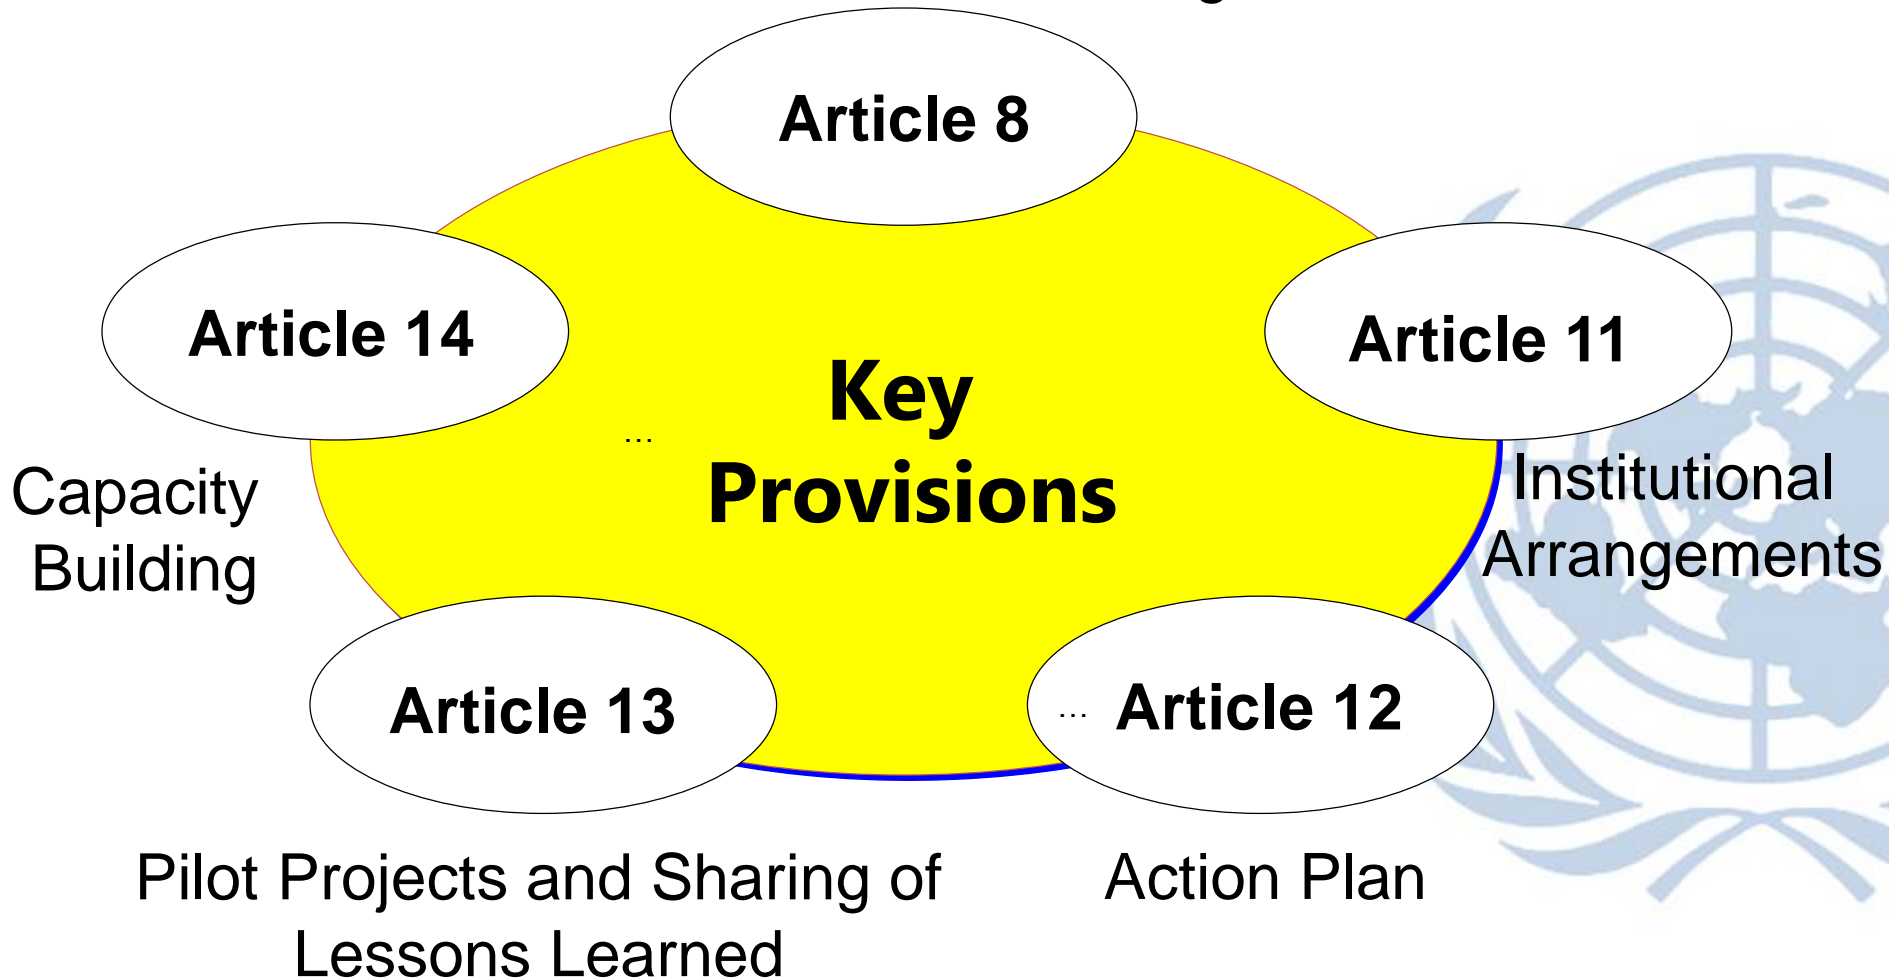 Article 8
Article 14
Article 11
Key
Provisions
...
Capacity
Building
Institutional
Arrangements
Article 13
... Article 12
Pilot Projects and Sharing of
Lessons Learned
Action Plan